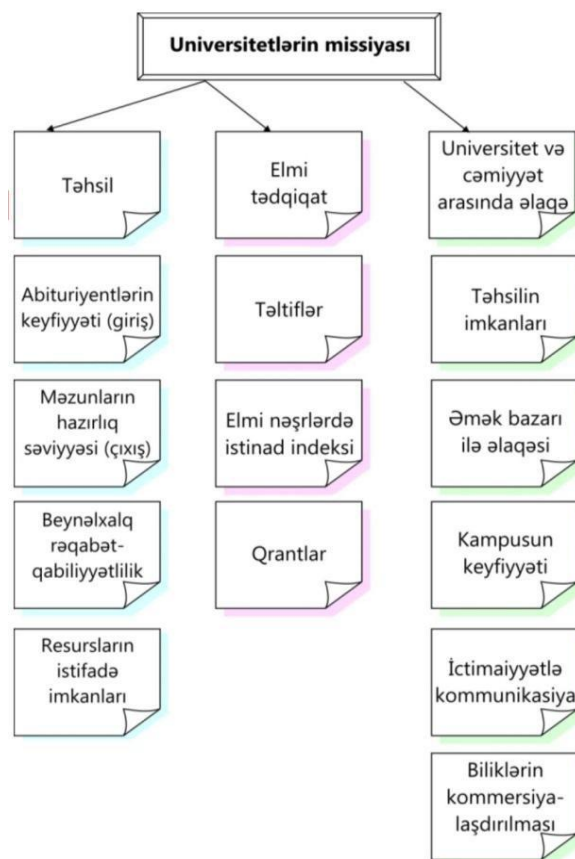 Universitetlərin missiyası
Təhsil
Abituriyentlərin
keyfiyyəti (giriş)
Məzunların
hazırlıq
səviyyəsi (çıxış)
Beynəlxalq
rəqabət-
qabiliyyətlilik
Resursların
istifadə
imkanları
Elmi
tədqiqat
Təltiflər
Elmi nəşrlərdə
istinad indeksi
Qrantlar
Universitet və
cəmiyyət
arasında əlaqə
Təhsilin
imkanları
Əmək bazarı
ilə əlaqəsi
Kampusun
keyfiyyəti
İctimaiyyətlə
kommunikasiya
Biliklərin
kommersiya-
laşdırılması